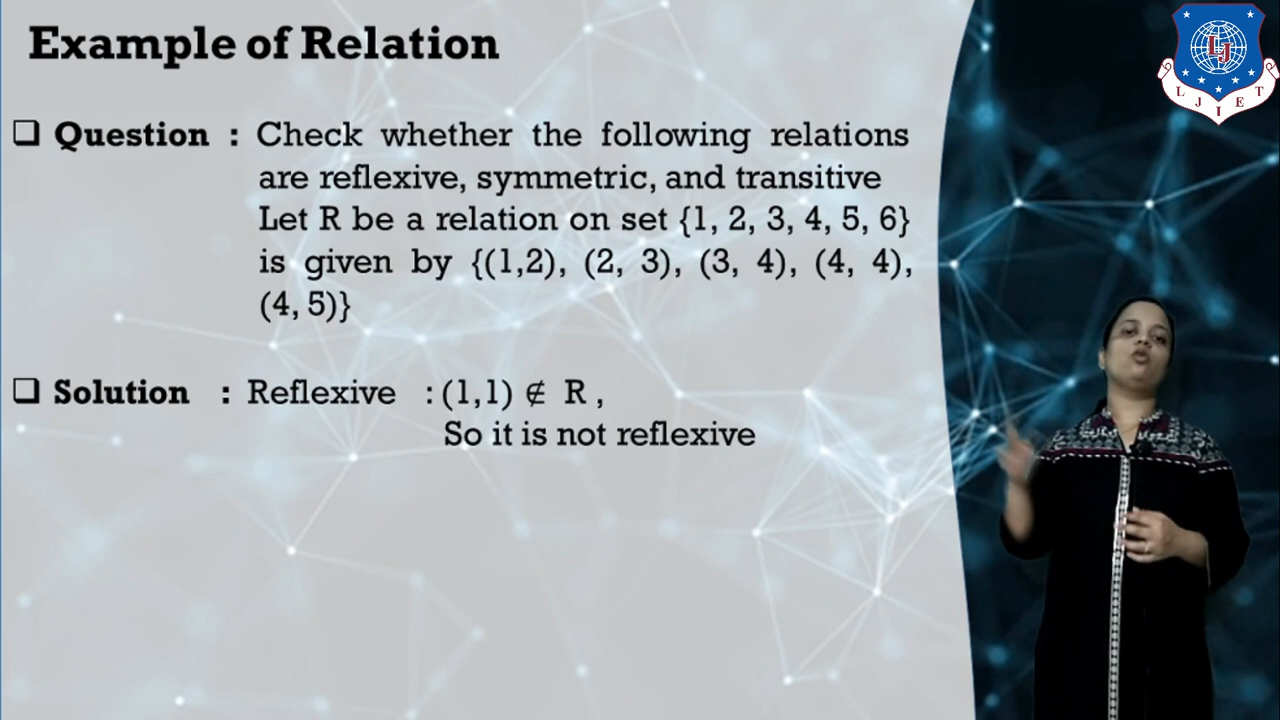 Example of Relation
❑ Question : Check whether the following relations
are reflexive, symmetric, and transitive
Let R be a relation on set {1, 2, 3, 4, 5, 6}
is given by {(1,2), (2, 3), (3, 4), (4, 4),
(4, 5)}
❑ Solution : Reflexive : (1,1) ∉ R ,
So it is not reflexive
LJ
LJIET